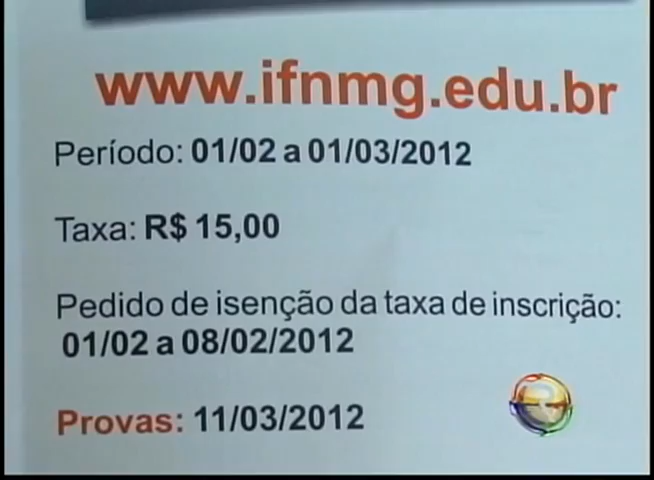 www.ifnmg.edu.br
Período: 01/02 a 01/03/2012
Taxa: R$ 15,00
Pedido de isenção da taxa de inscrição:
01/02 a 08/02/2012
Provas: 11/03/2012